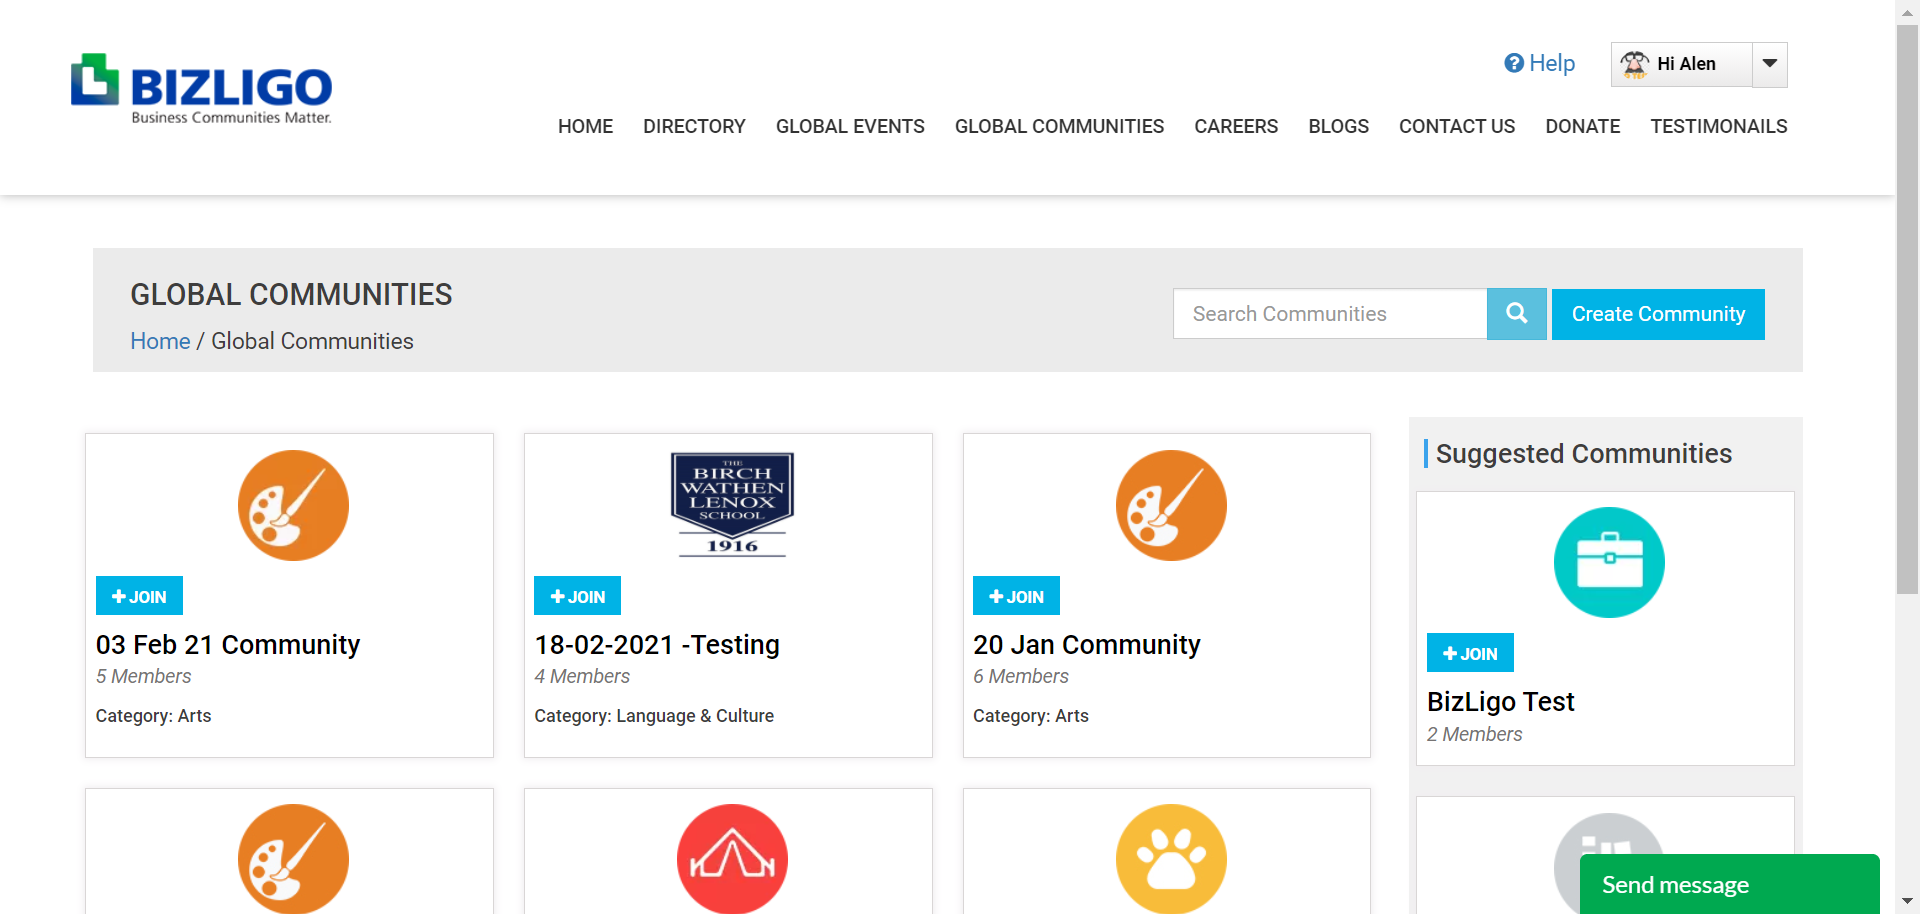 BIZLIGO
Business Communities Matter.
Help
Hi Alen
HOME DIRECTORY GLOBAL EVENTS GLOBAL COMMUNITIES CAREERS BLOGS CONTACT US DONATE TESTIMONAILS
GLOBAL COMMUNITIES
Home / Global Communities
Search Communities
Create Community
JOIN
03 Feb 21 Community
5 Members
Category: Arts
THE
BIRCH
WATHEN
LENOX
SCHOOL
1916
JOIN
18-02-2021 -Testing
4 Members
Category: Language & Culture
JOIN
20 Jan Community
6 Members
Category: Arts
Suggested Communities
JOIN
BizLigo Test
2 Members
Send message